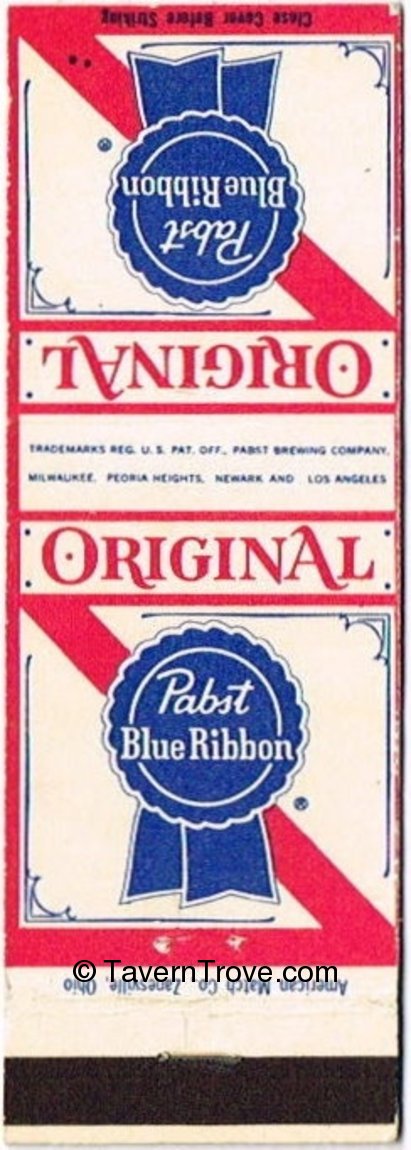 Close Cover Before Striking
Pabst
Blue Ribbon
®
ORIGINAL
TRADEMARKS REG. U. S. PAT. OFF., PABST BREWING COMPANY,
MILWAUKEE, PEORIA HEIGHTS, NEWARK AND LOS ANGELES
ORIGINAL
Pabst
Blue Ribbon
®
© TavernTrove.com
American Match Co. Zanesville Ohio